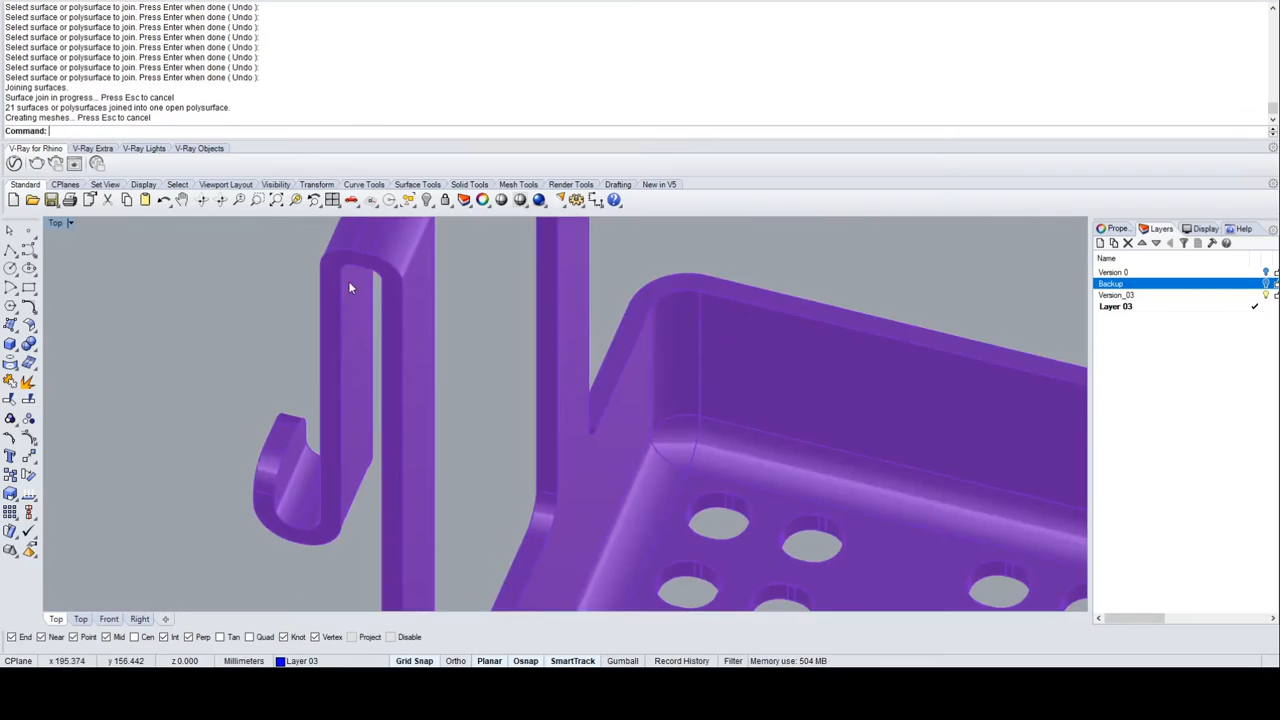 Select surface or polysurface to join. Press Enter when done ( Undo ):
Select surface or polysurface to join. Press Enter when done ( Undo ):
Select surface or polysurface to join. Press Enter when done ( Undo ):
Select surface or polysurface to join. Press Enter when done ( Undo ):
Select surface or polysurface to join. Press Enter when done ( Undo ):
Select surface or polysurface to join. Press Enter when done ( Undo ):
Select surface or polysurface to join. Press Enter when done ( Undo ):
Select surface or polysurface to join. Press Enter when done ( Undo ):
Joining surfaces.
Surface join in progress... Press Esc to cancel
21 surfaces or polysurfaces joined into one open polysurface.
Creating meshes... Press Esc to cancel
Command:
V-Ray for Rhino V-Ray Extra V-Ray Lights V-Ray Objects
Standard CPlanes Set View Display Select Viewport Layout Visibility Transform Curve Tools Surface Tools Solid Tools Mesh Tools Render Tools Drafting New in V5
Top
Prope... Layers Display Help
Name
Version 0
Backup
Version_03
Layer 03
Top Top Front Right
End Near Point Mid Cen Int Perp Tan Quad Knot Vertex Project Disable
CPlane x 195.374 y 156.442 z 0.000 Millimeters Layer 03 Grid Snap Ortho Planar Osnap SmartTrack Gumball Record History Filter Memory use: 504 MB